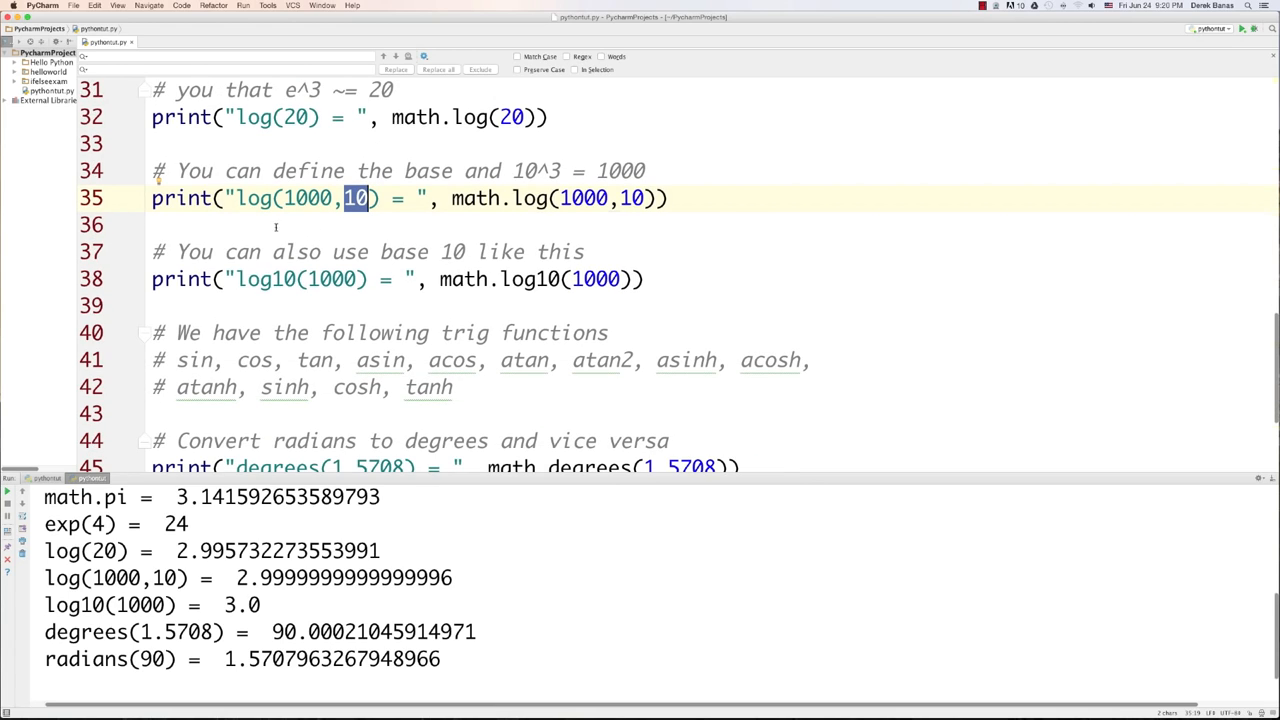 PyCharm File Edit View Navigate Code Refactor Run Tools VCS Window Help 10 Fri Jun 24 9:20 PM Derek Banas
pythontut.py - PycharmProjects - [~/PycharmProjects]
PycharmProjects pythontut.py pythontut
pythontut.py ×
PycharmProject
Match Case Regex Words
Hello Python
Replace Replace all Exclude Preserve Case In Selection
helloworld
ifelseexam
pythontut.py
External Librarie
31 # you that e^3 ~= 20
32 print("log(20) = ", math.log(20))
33
34 # You can define the base and 10^3 = 1000
35 print("log(1000,10) = ", math.log(1000,10))
36
37 # You can also use base 10 like this
38 print("log10(1000) = ", math.log10(1000))
39
40 # We have the following trig functions
41 # sin, cos, tan, asin, acos, atan, atan2, asinh, acosh,
42 # atanh, sinh, cosh, tanh
43
44 # Convert radians to degrees and vice versa
45 print("degrees(1.5708) = ", math.degrees(1.5708))
Run: pythontut pythontut
math.pi = 3.141592653589793
exp(4) = 24
log(20) = 2.995732273553991
log(1000,10) = 2.9999999999999996
log10(1000) = 3.0
degrees(1.5708) = 90.00021045914971
radians(90) = 1.5707963267948966
2 chars 35:19 LF÷ UTF-8÷